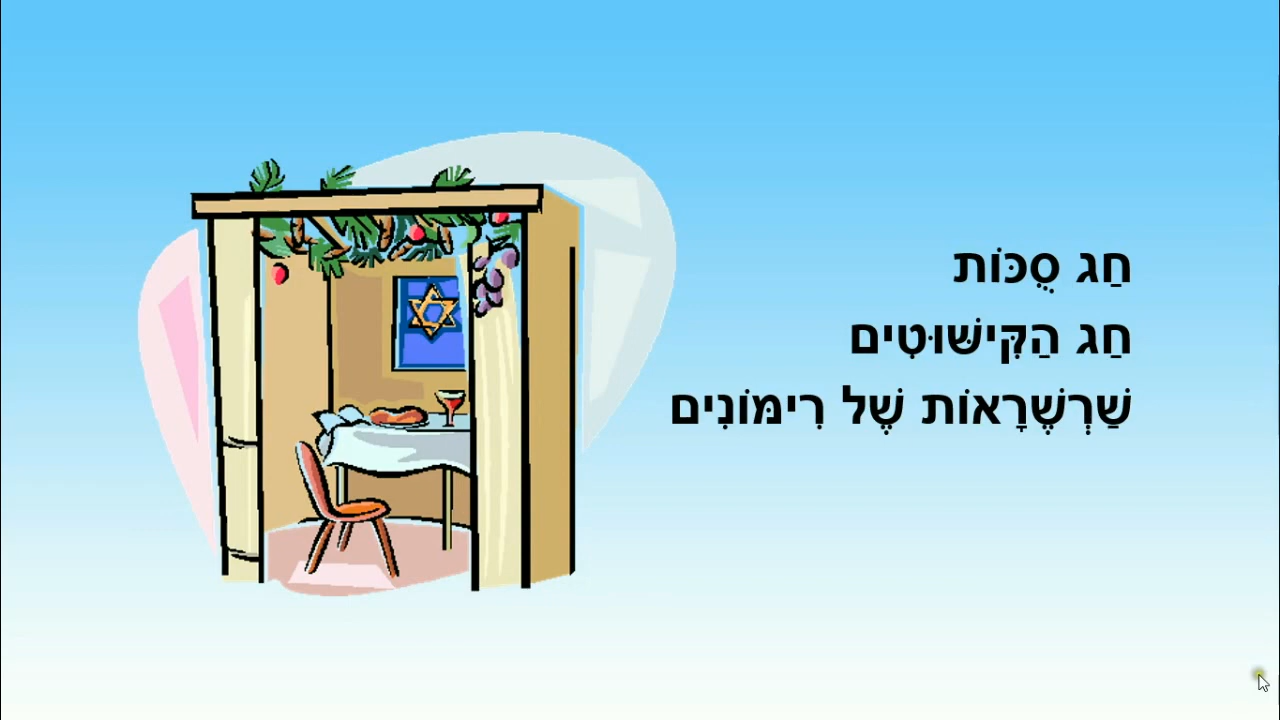 חַג סֻכּוֹת
חַג הַקִּישּׁוּטִים
שַׁרְשֶׁרָאוֹת שֶׁל רִימּוֹנִים